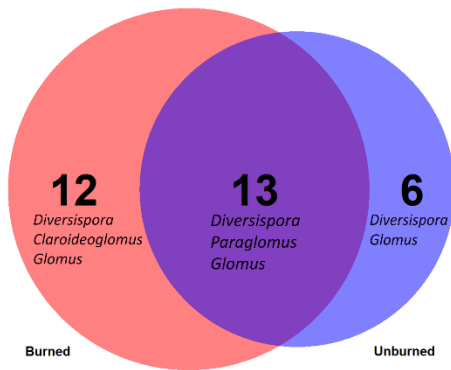 12
Diversispora
Claroideoglomus
Glomus
13
Diversispora
Paraglomus
Glomus
6
Diversispora
Glomus
Burned
Unburned